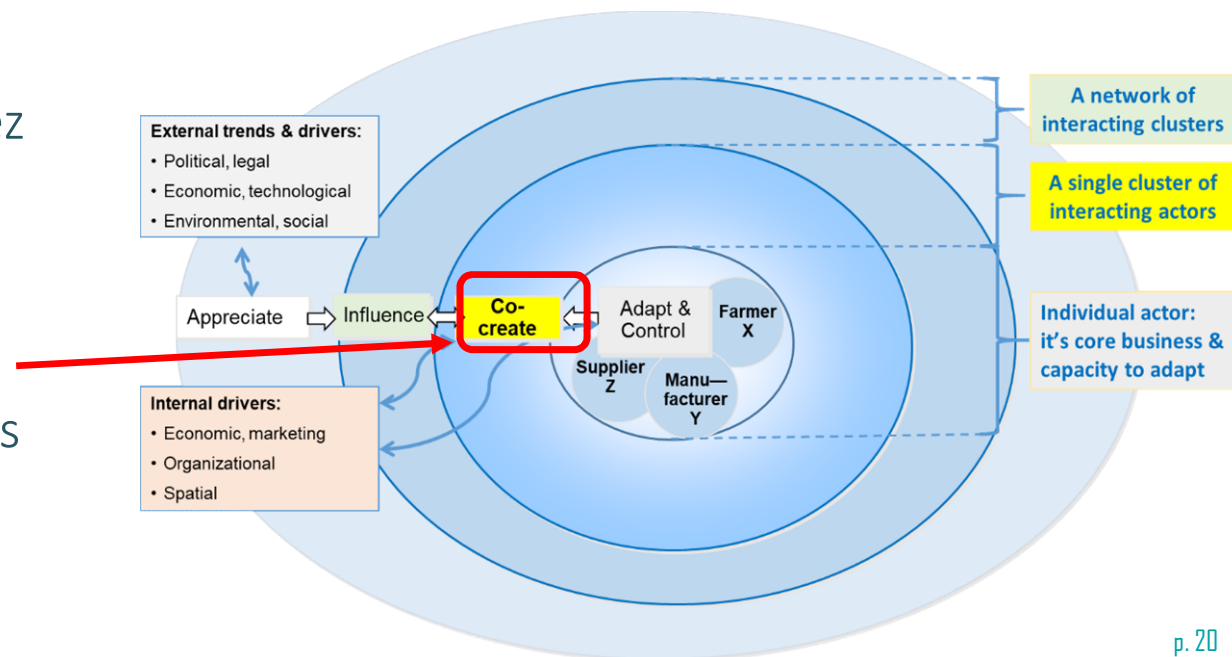 ez
s
External trends & drivers:
• Political, legal
• Economic, technological
• Environmental, social
Appreciate
Influence
Co-
create
Adapt &
Control
Farmer
X
Supplier
Z
Manu—
facturer
Y
Internal drivers:
• Economic, marketing
• Organizational
• Spatial
A network of
interacting clusters
A single cluster of
interacting actors
Individual actor:
it's core business &
capacity to adapt
p. 20